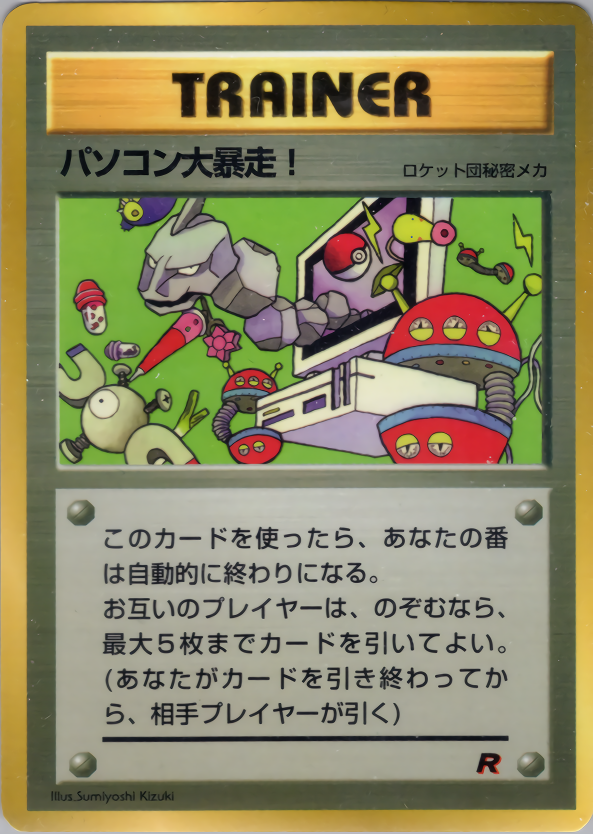 TRAINER
パソコン大暴走！
ロケット団秘密メカ
このカードを使ったら、あなたの番
は自動的に終わりになる。
お互いのプレイヤーは、のぞむなら、
最大5枚までカードを引いてよい。
(あなたがカードを引き終わってか
ら、相手プレイヤーが引く)
R
Illus.Sumiyoshi Kizuki